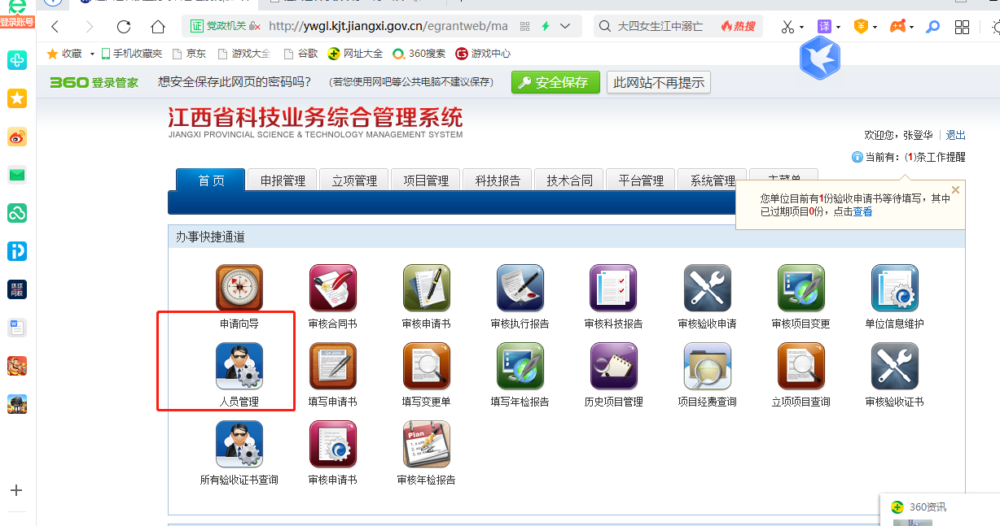 登录账号
证 党政机关 http://ywgl.kjt.jiangxi.gov.cn/egrantweb/ma 大四女生江中溺亡 热搜 译
收藏 手机收藏夹 京东 游戏大全 谷歌 网址大全 360搜索 游戏中心
360 登录管家 想安全保存此网页的密码吗? (若您使用网吧等公共电脑不建议保存) 安全保存 此网站不再提示
江西省科技业务综合管理系统
JIANGXI PROVINCIAL SCIENCE & TECHNOLOGY MANAGEMENT SYSTEM
欢迎您，张登华 | 退出
当前有：(1)条工作提醒
首 页 申报管理 立项管理 项目管理 科技报告 技术合同 平台管理 系统管理 主菜单
您单位目前有1份验收申请书等待填写，其中
已过期项目0份，点击查看
办事快捷通道
申请向导 审核合同书 审核申请书 审核执行报告 审核科技报告 审核验收申请 审核项目变更 单位信息维护
环球
网校
人员管理 填写申请书 填写变更单 填写年检报告 历史项目管理 项目经费查询 立项项目查询 审核验收证书
Plan
所有验收证书查询 审核申请书 审核年检报告
360资讯